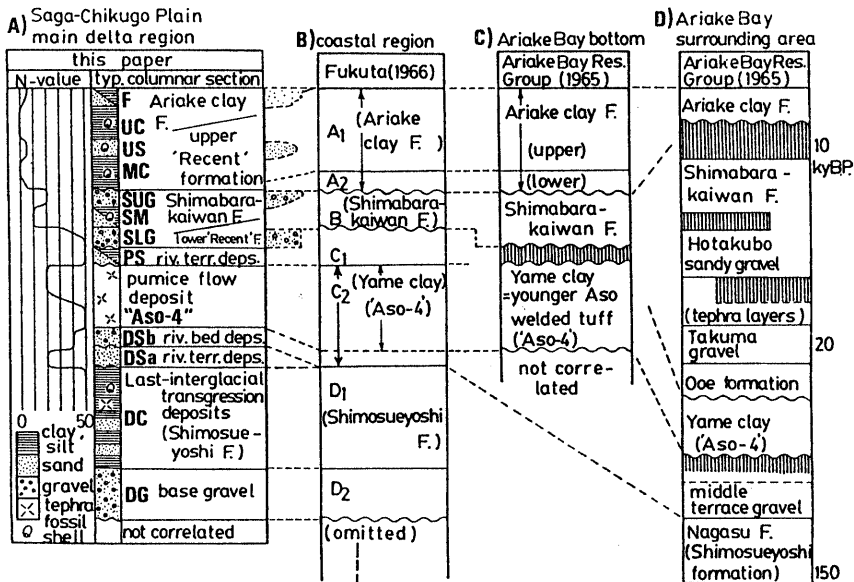 A) Saga-Chikugo Plain
main delta region
this paper
N-value
typ. columnar section
F Ariake clay
UC F.
US upper
'Recent'
MC formation
SUG Shimabara-
SM kaiwan F.
SLG lower 'Recent' F.
PS riv. terr. deps.
pumice flow
deposit
"Aso-4"
DSb riv. bed deps.
DSa riv. terr. deps.
Last-interglacial
transgression
deposits
DC (Shimosue-
yoshi F.)
DG base gravel
not correlated
0 50
clay
silt
sand
gravel
tephra
fossil
shell
B) coastal region
Fukuta (1966)
A1 (Ariake
clay F.)
A2
(Shimabara-
B kaiwan F.)
C1
C2 (Yame clay)
('Aso-4')
D1
(Shimosueyoshi
F.)
D2
(omitted)
C) Ariake Bay bottom
Ariake Bay Res.
Group (1965)
Ariake clay F.
(upper)
(lower)
Shimabara-
kaiwan F.
Yame clay
=younger Aso
welded tuff
('Aso-4')
not corre-
lated
D) Ariake Bay
surrounding area
Ariake Bay Res.
Group (1965)
Ariake clay F.
Shimabara-
kaiwan F.
Hotakubo
sandy gravel
(tephra layers)
Takuma
gravel
Ooe formation
Yame clay
('Aso-4')
middle
terrace gravel
Nagasu F.
(Shimosueyoshi
formation)
10
kyBP.
20
150